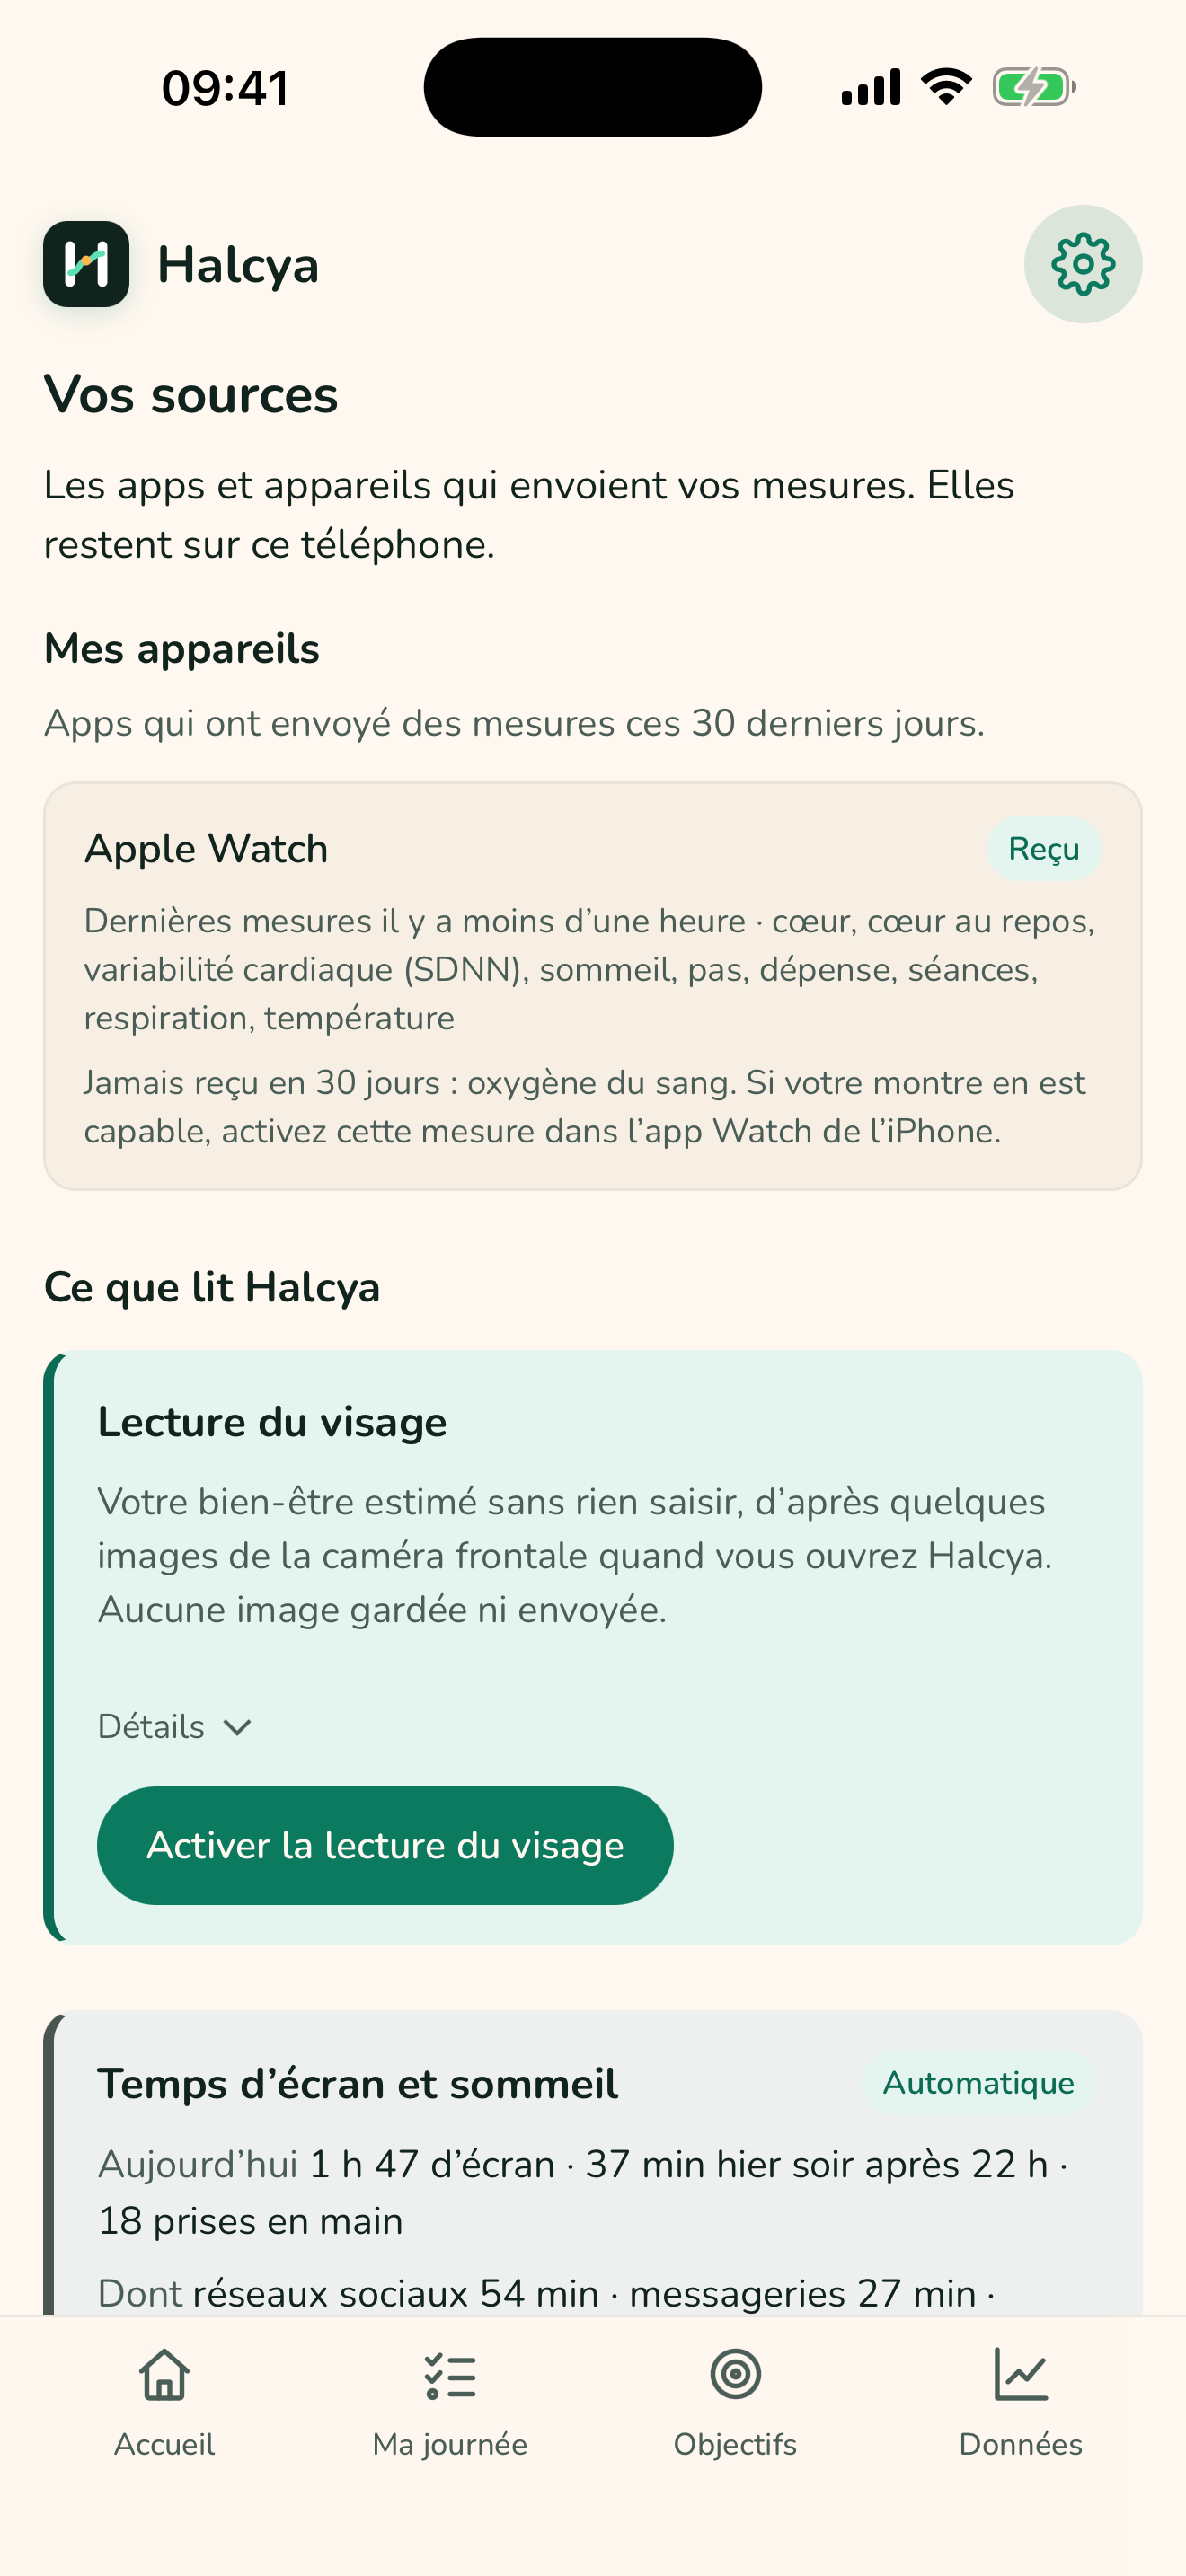 09:41
Halcya
Vos sources
Les apps et appareils qui envoient vos mesures. Elles
restent sur ce téléphone.
Mes appareils
Apps qui ont envoyé des mesures ces 30 derniers jours.
Apple Watch
Reçu
Dernières mesures il y a moins d’une heure · cœur, cœur au repos,
variabilité cardiaque (SDNN), sommeil, pas, dépense, séances,
respiration, température
Jamais reçu en 30 jours : oxygène du sang. Si votre montre en est
capable, activez cette mesure dans l’app Watch de l’iPhone.
Ce que lit Halcya
Lecture du visage
Votre bien-être estimé sans rien saisir, d’après quelques
images de la caméra frontale quand vous ouvrez Halcya.
Aucune image gardée ni envoyée.
Détails
Activer la lecture du visage
Temps d’écran et sommeil
Automatique
Aujourd’hui 1 h 47 d’écran · 37 min hier soir après 22 h ·
18 prises en main
Dont réseaux sociaux 54 min · messageries 27 min ·
Accueil
Ma journée
Objectifs
Données